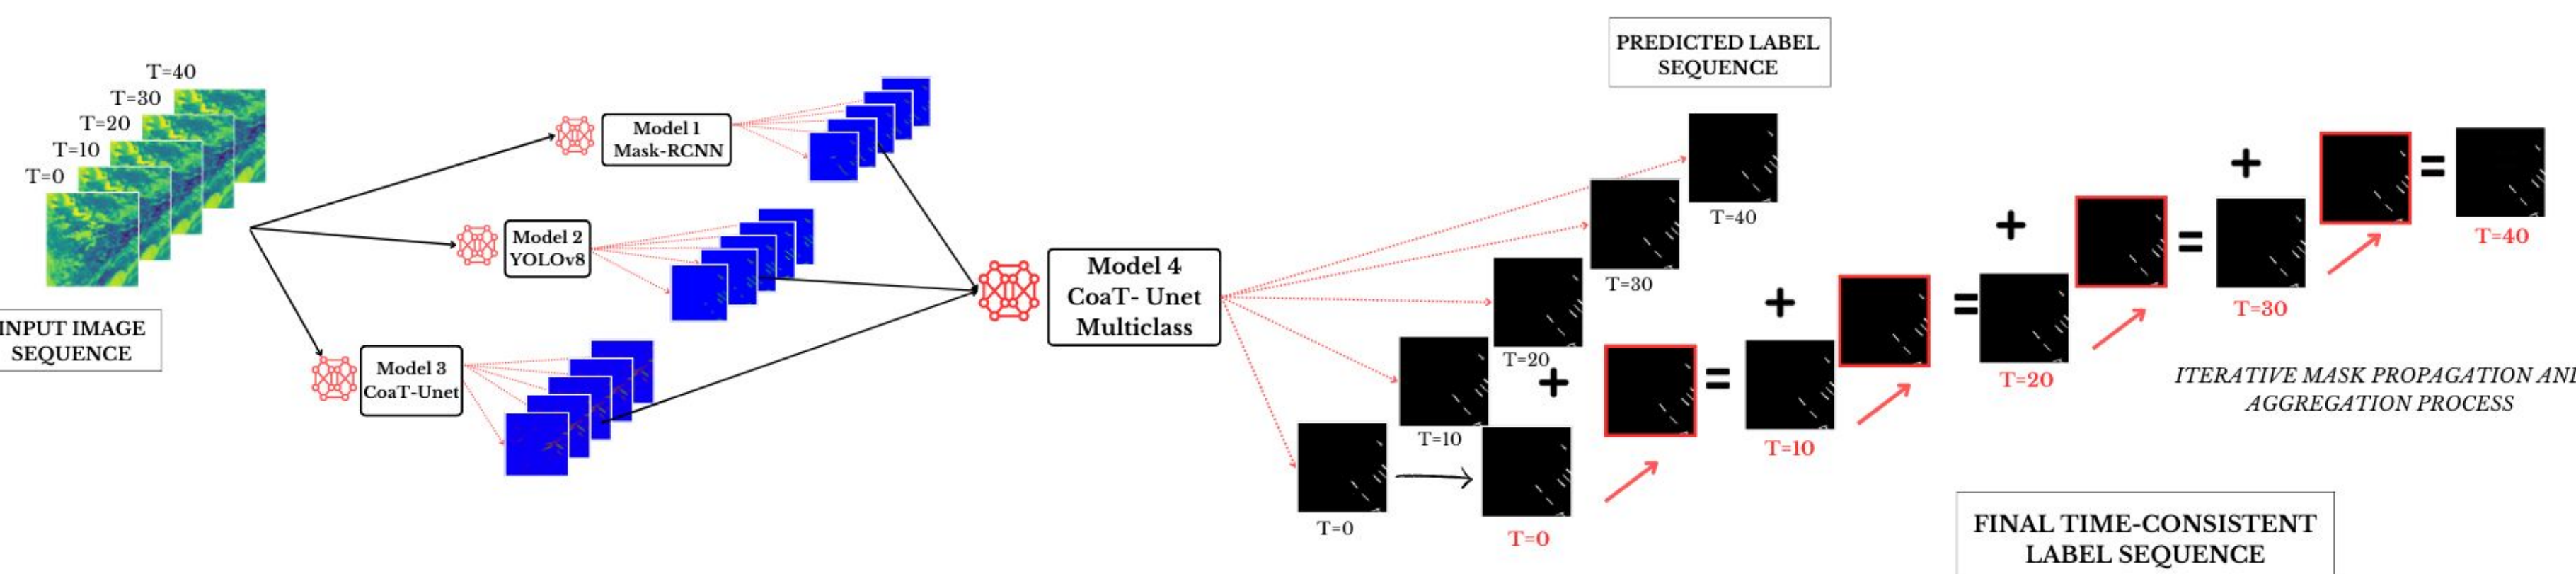 T=40
T=30
T=20
T=10
T=0
INPUT IMAGE
SEQUENCE
Model 1
Mask-RCNN
Model 2
YOLOv8
Model 3
CoaT-Unet
Model 4
CoaT- Unet
Multiclass
PREDICTED LABEL
SEQUENCE
T=40
T=30
T=20
T=10
T=0
+
=
+
=
+
=
+
=
T=0
T=10
T=20
T=30
T=40
ITERATIVE MASK PROPAGATION AND
AGGREGATION PROCESS
FINAL TIME-CONSISTENT
LABEL SEQUENCE